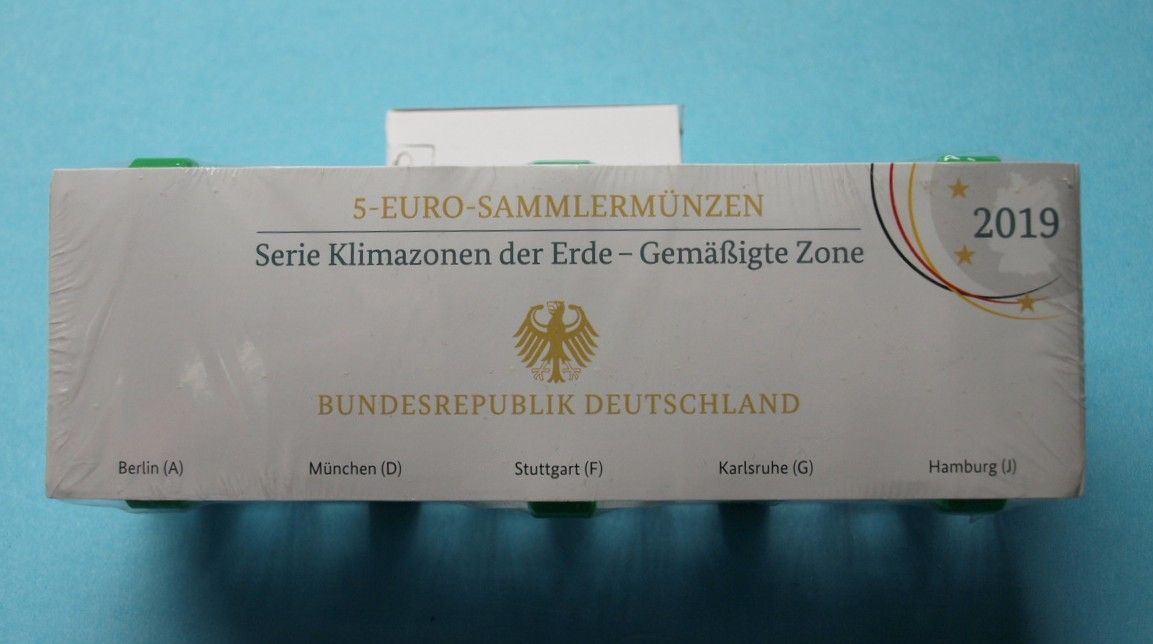 5-EURO-SAMMLERMÜNZEN
Serie Klimazonen der Erde – Gemäßigte Zone
2019
BUNDESREPUBLIK DEUTSCHLAND
Berlin (A) München (D) Stuttgart (F) Karlsruhe (G) Hamburg (J)